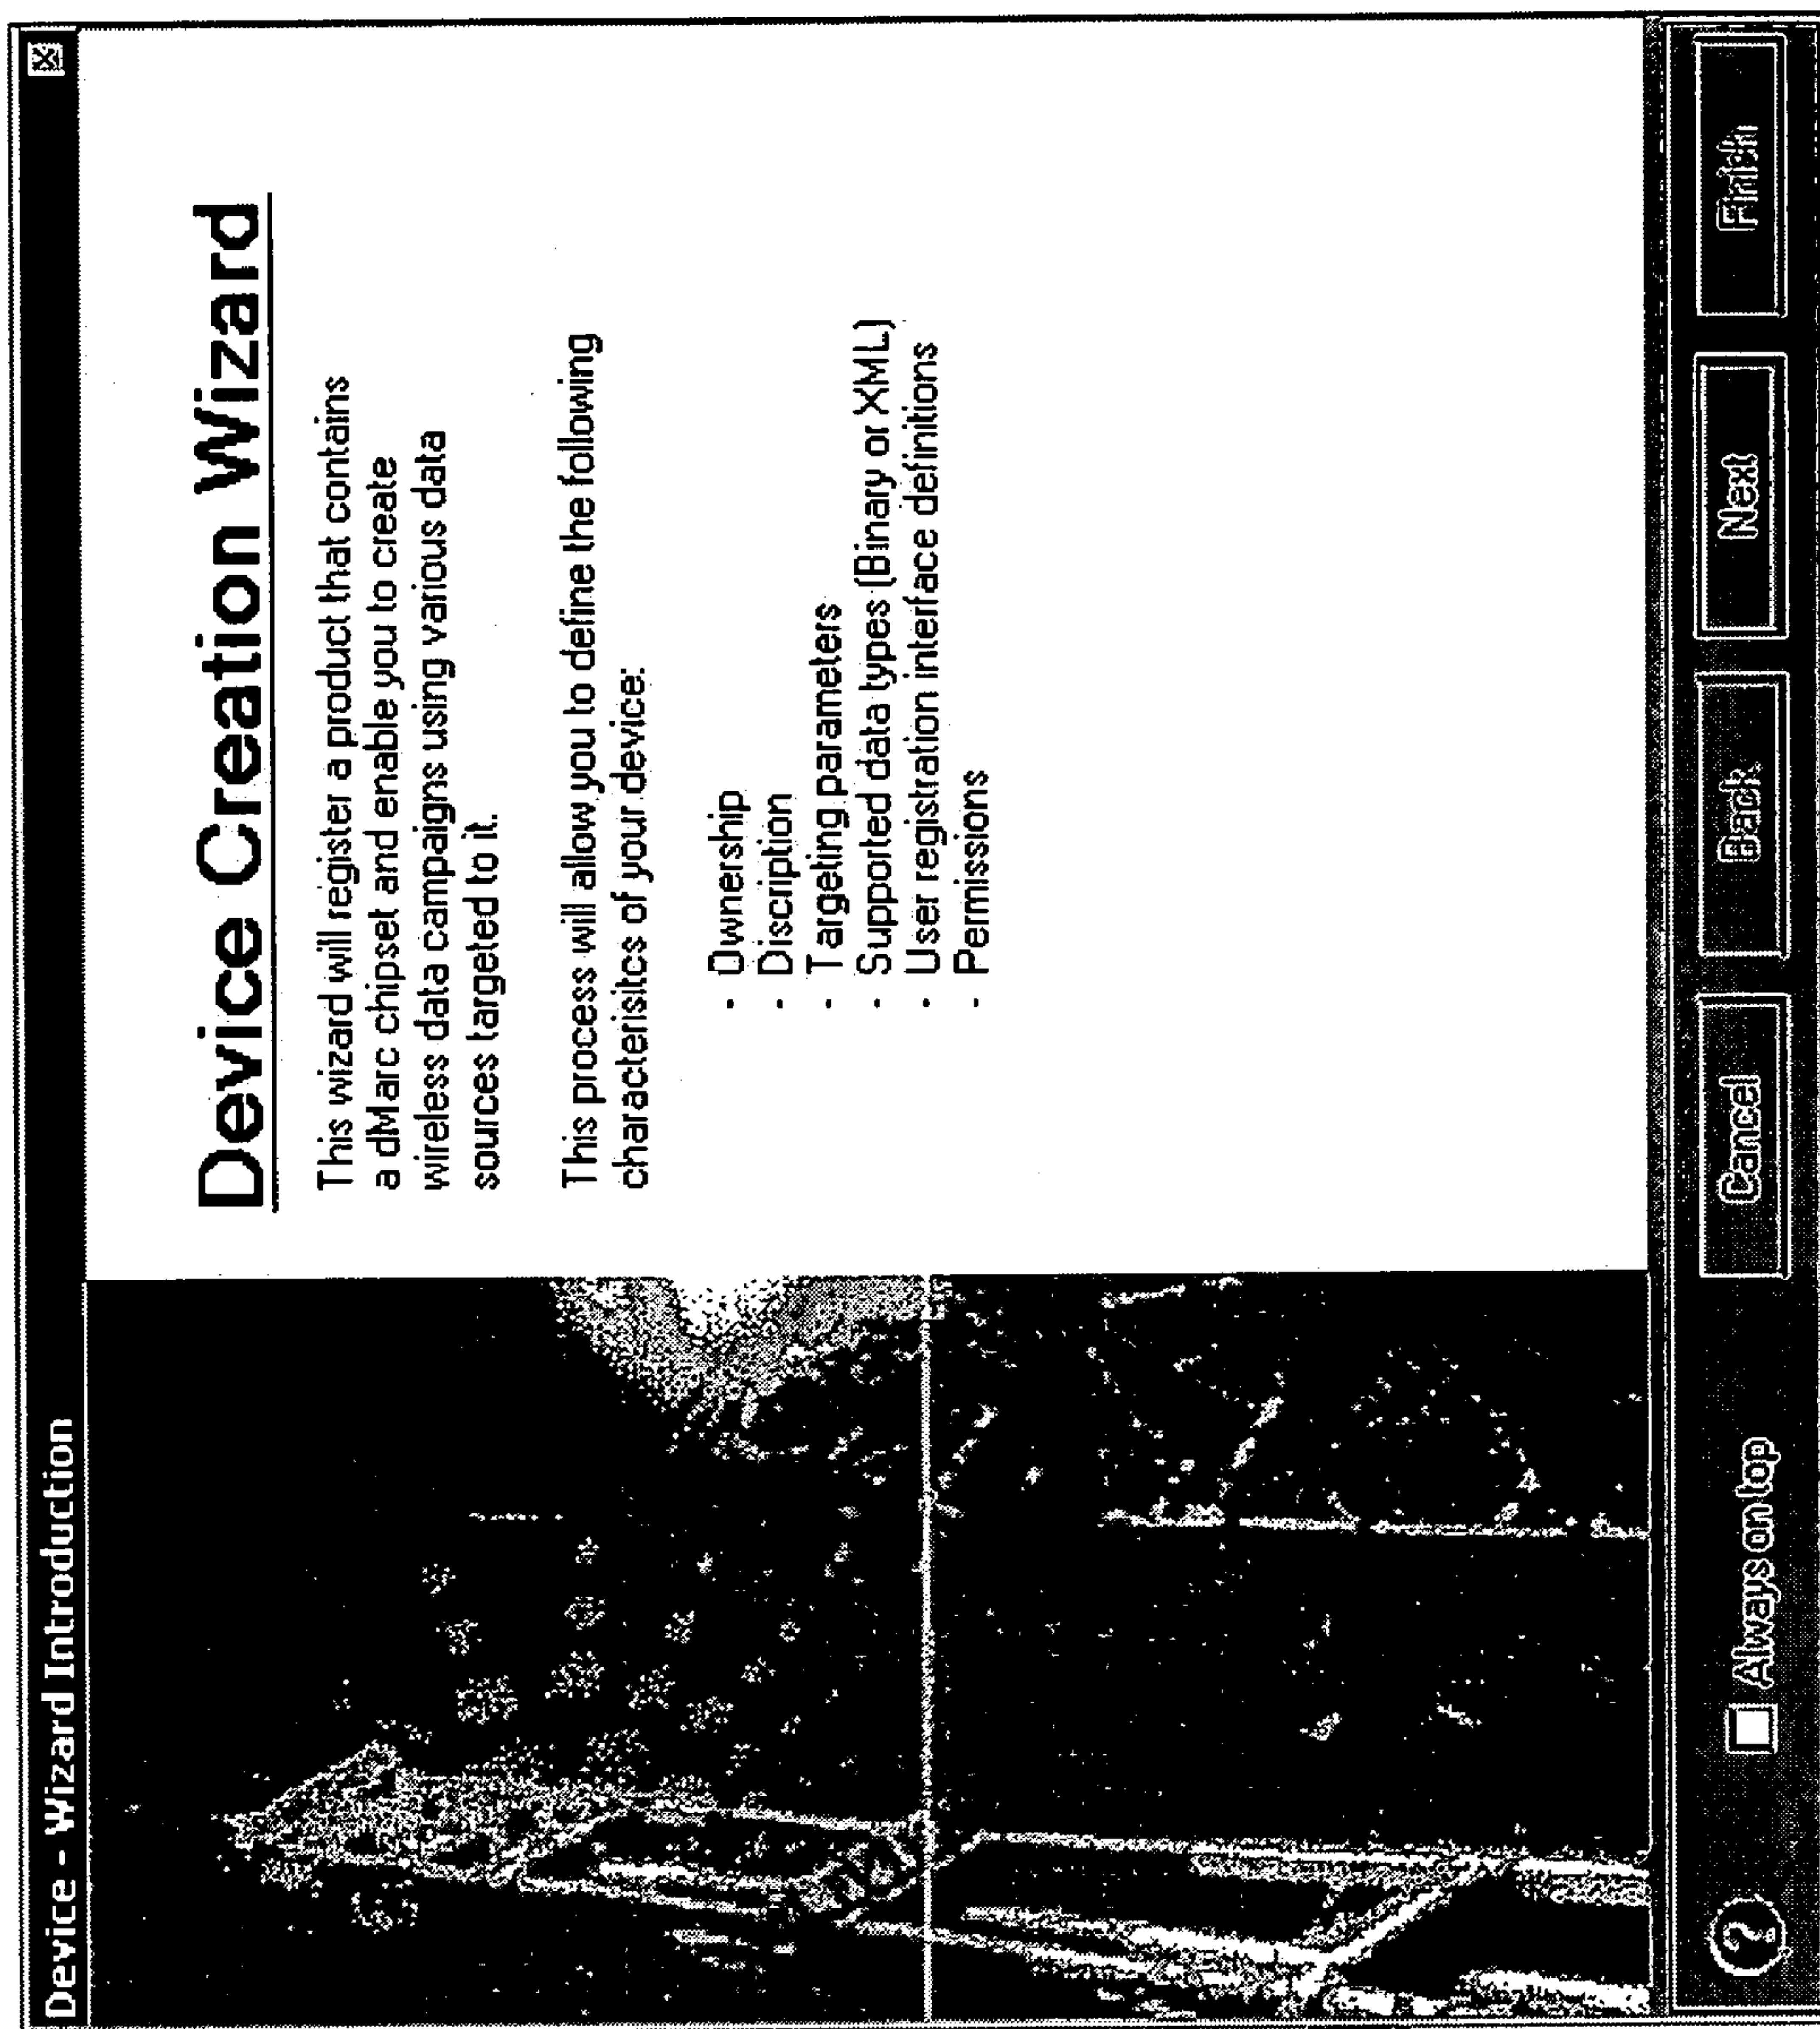 Device - Wizard Introduction
Device Creation Wizard
This wizard will register a product that contains
a dMarc chipset and enable you to create
wireless data campaigns using various data
sources targeted to it.
This process will allow you to define the following
characterisitcs of your device:
- Ownership
- Discription
- Targeting parameters
- Supported data types (Binary or XML)
- User registration interface definitions
- Permissions
?
Always on top
Cancel
Back
Next
Finish